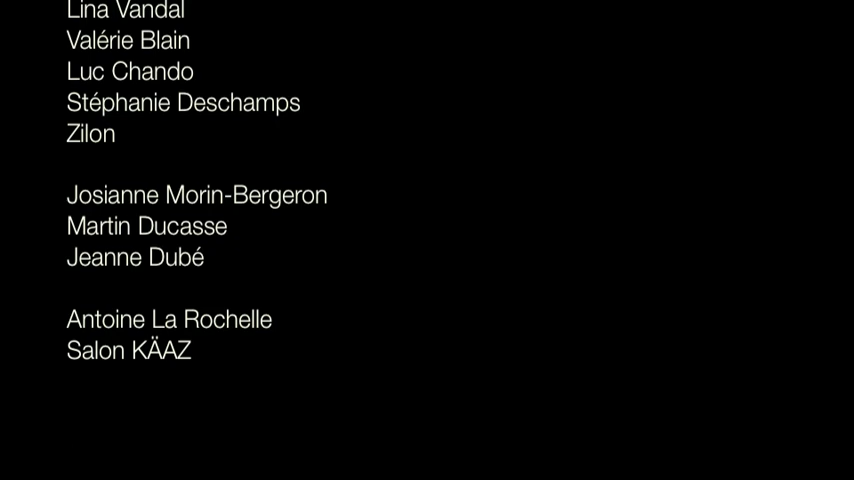 Lina Vandal
Valérie Blain
Luc Chando
Stéphanie Deschamps
Zilon
Josianne Morin-Bergeron
Martin Ducasse
Jeanne Dubé
Antoine La Rochelle
Salon KÄAZ